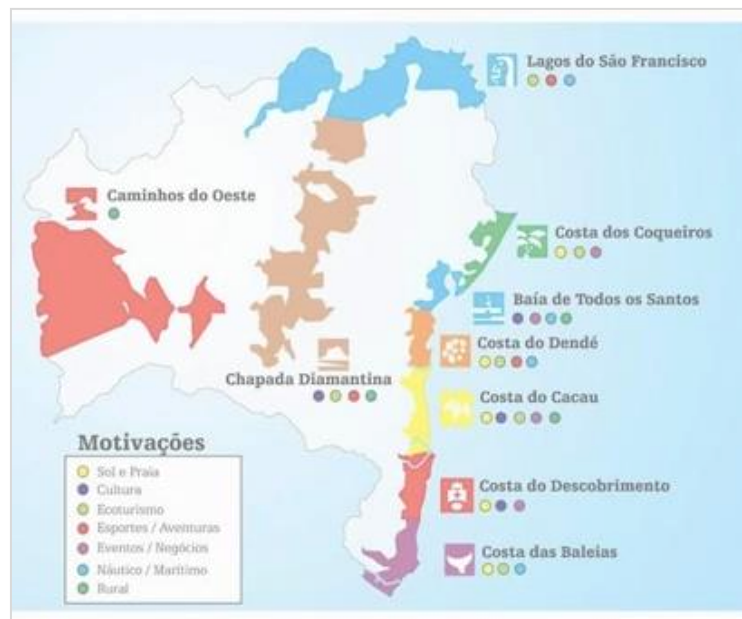 Lagos do São Francisco
Caminhos do Oeste
Costa dos Coqueiros
Baía de Todos os Santos
Costa do Dendé
Chapada Diamantina
Costa do Cacau
Motivações
Sol e Praia
Cultura
Ecoturismo
Esportes / Aventuras
Eventos / Negócios
Náutico / Marítimo
Rural
Costa do Descobrimento
Costa das Baleias